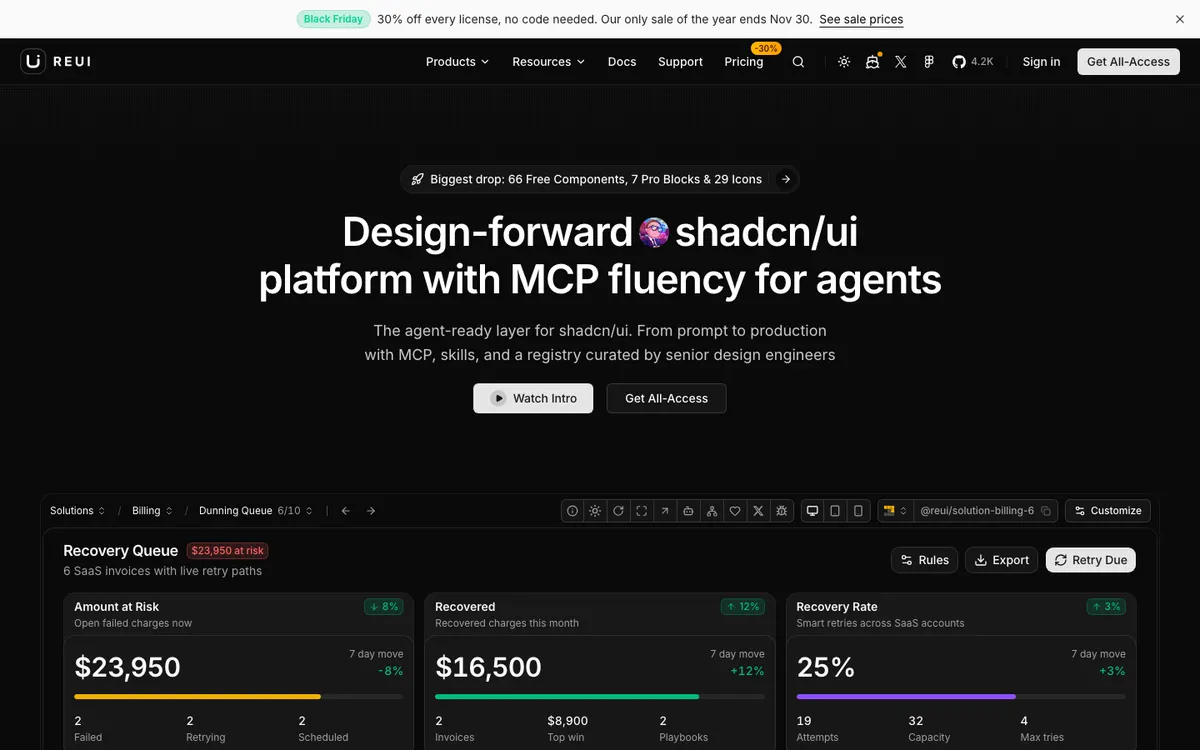 Black Friday 30% off every license, no code needed. Our only sale of the year ends Nov 30. See sale prices
-30%
REUI Products Resources Docs Support Pricing 4.2K Sign in Get All-Access
Biggest drop: 66 Free Components, 7 Pro Blocks & 29 Icons
Design-forward shadcn/ui
platform with MCP fluency for agents
The agent-ready layer for shadcn/ui. From prompt to production
with MCP, skills, and a registry curated by senior design engineers
Watch Intro Get All-Access
Solutions / Billing / Dunning Queue 6/10 @reui/solution-billing-6 Customize
Recovery Queue $23,950 at risk
6 SaaS invoices with live retry paths
Rules Export Retry Due
Amount at Risk ↓ 8%
Open failed charges now
$23,950 7 day move
-8%
2 2 2
Failed Retrying Scheduled
Recovered ↑ 12%
Recovered charges this month
$16,500 7 day move
+12%
2 $8,900 2
Invoices Top win Playbooks
Recovery Rate ↑ 3%
Smart retries across SaaS accounts
25% 7 day move
+3%
19 32 4
Attempts Capacity Max tries